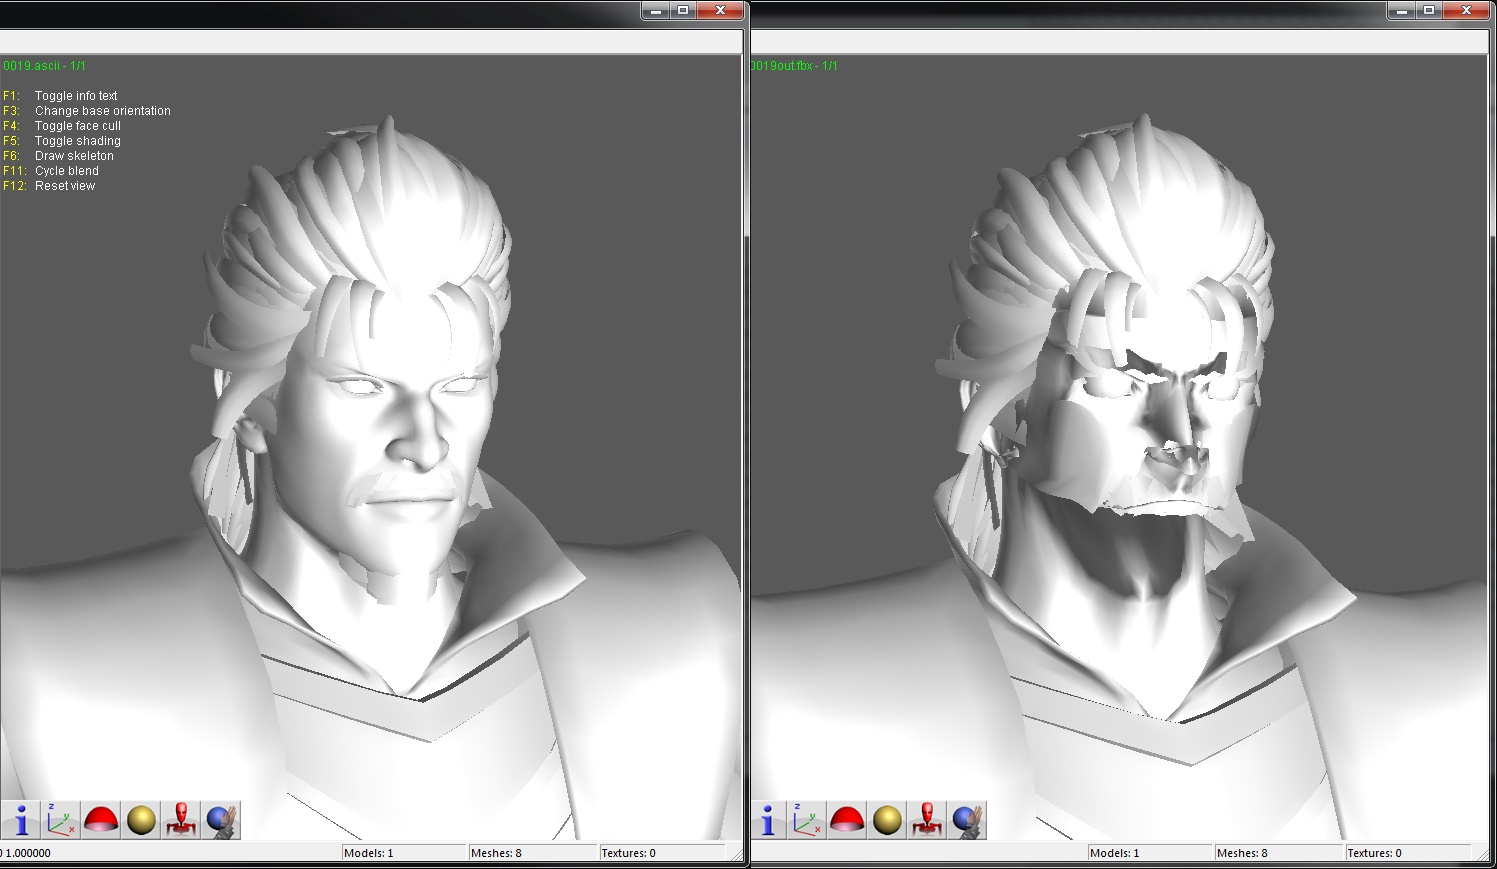 0019.ascii - 1/1
F1: Toggle info text
F3: Change base orientation
F4: Toggle face cull
F5: Toggle shading
F6: Draw skeleton
F11: Cycle blend
F12: Reset view
z
y
x
1.000000
Models: 1
Meshes: 8
Textures: 0
0019out.fbx - 1/1
z
y
x
Models: 1
Meshes: 8
Textures: 0